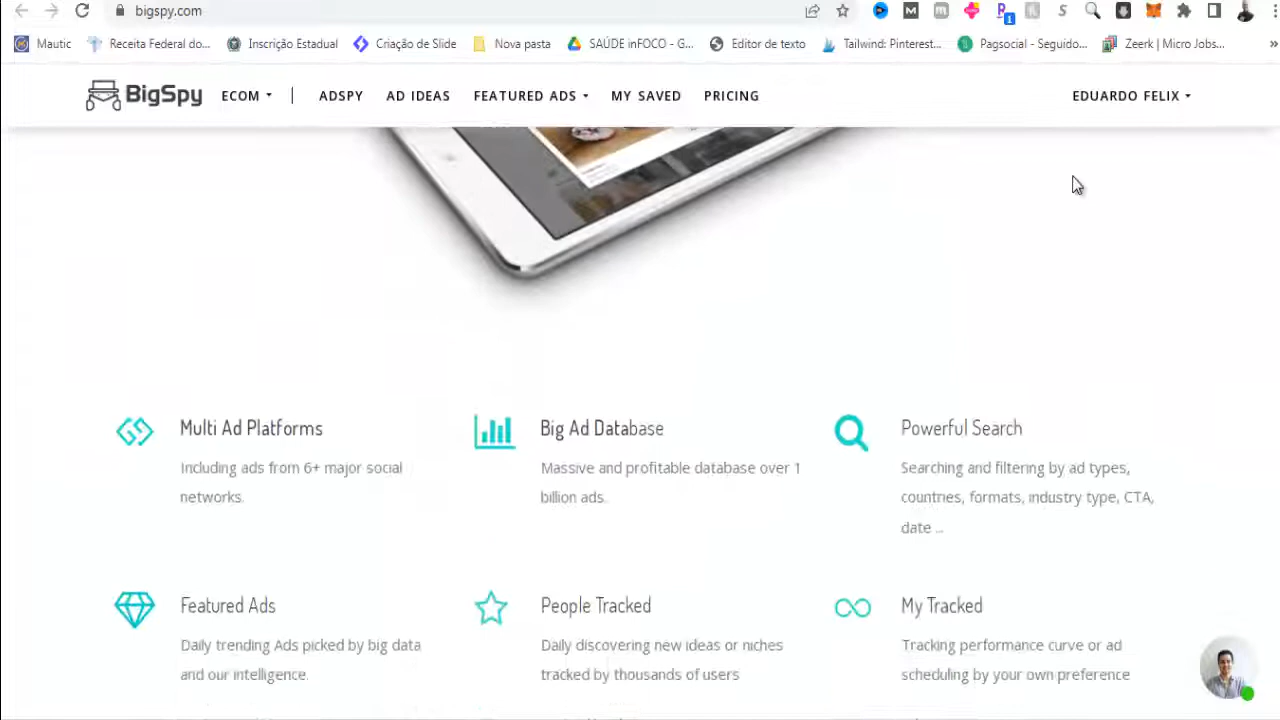 bigspy.com
1
Mautic
Receita Federal do...
Inscrição Estadual
Criação de Slide
Nova pasta
SAÚDE inFOCO - G...
Editor de texto
Tailwind: Pinterest...
Pagsocial - Seguido...
Zeerk | Micro Jobs...
»
BigSpy
ECOM
|
ADSPY
AD IDEAS
FEATURED ADS
MY SAVED
PRICING
EDUARDO FELIX
Multi Ad Platforms
Including ads from 6+ major social
networks.
Big Ad Database
Massive and profitable database over 1
billion ads.
Powerful Search
Searching and filtering by ad types,
countries, formats, industry type, CTA,
date ...
Featured Ads
Daily trending Ads picked by big data
and our intelligence.
People Tracked
Daily discovering new ideas or niches
tracked by thousands of users
My Tracked
Tracking performance curve or ad
scheduling by your own preference